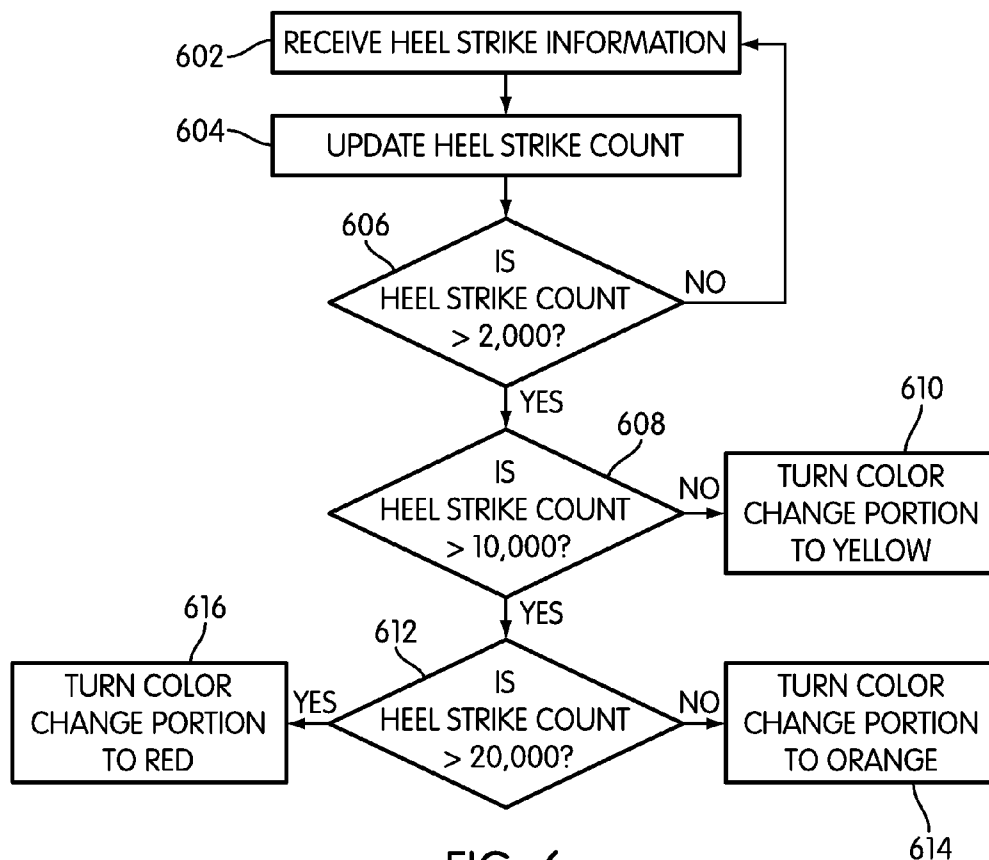 602
RECEIVE HEEL STRIKE INFORMATION
604
UPDATE HEEL STRIKE COUNT
606
IS
HEEL STRIKE COUNT
> 2,000?
NO
YES
608
610
IS
HEEL STRIKE COUNT
> 10,000?
NO
TURN COLOR
CHANGE PORTION
TO YELLOW
YES
616
612
TURN COLOR
CHANGE PORTION
TO RED
YES
IS
HEEL STRIKE COUNT
> 20,000?
NO
TURN COLOR
CHANGE PORTION
TO ORANGE
614